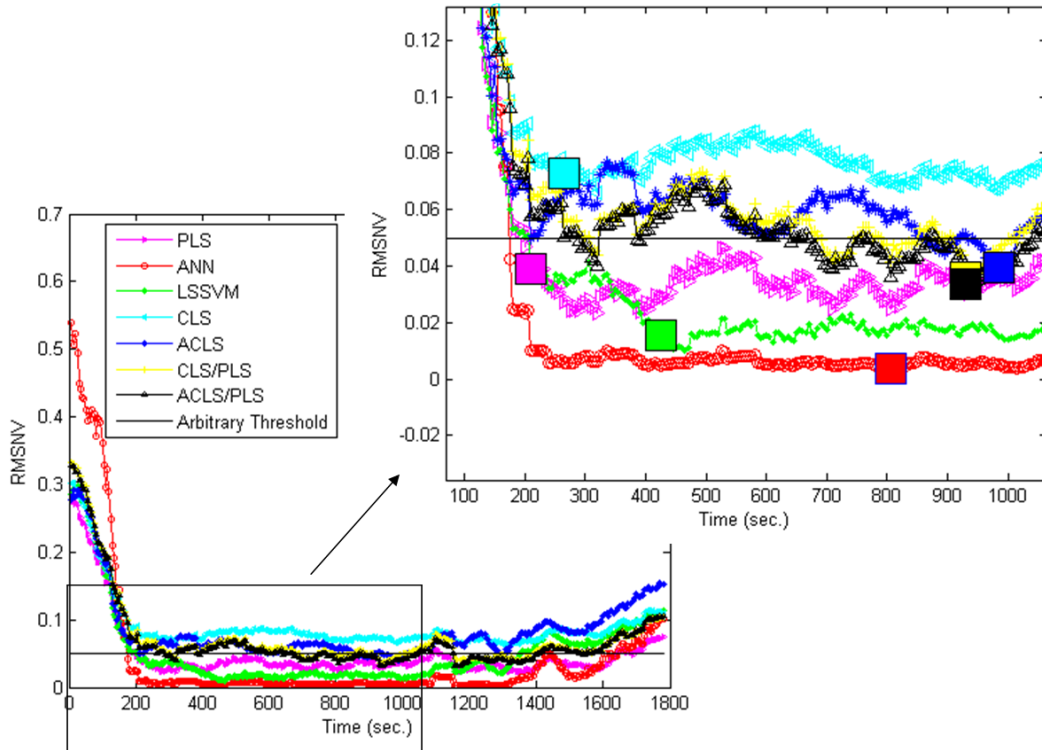 0.12
0.1
0.08
0.06
0.04
0.02
0
-0.02
RMSNV
100 200 300 400 500 600 700 800 900 1000
Time (sec.)
0.7
0.6
0.5
0.4
0.3
0.2
0.1
0
RMSNV
PLS
ANN
LSSVM
CLS
ACLS
CLS/PLS
ACLS/PLS
Arbitrary Threshold
0 200 400 600 800 1000 1200 1400 1600 1800
Time (sec.)